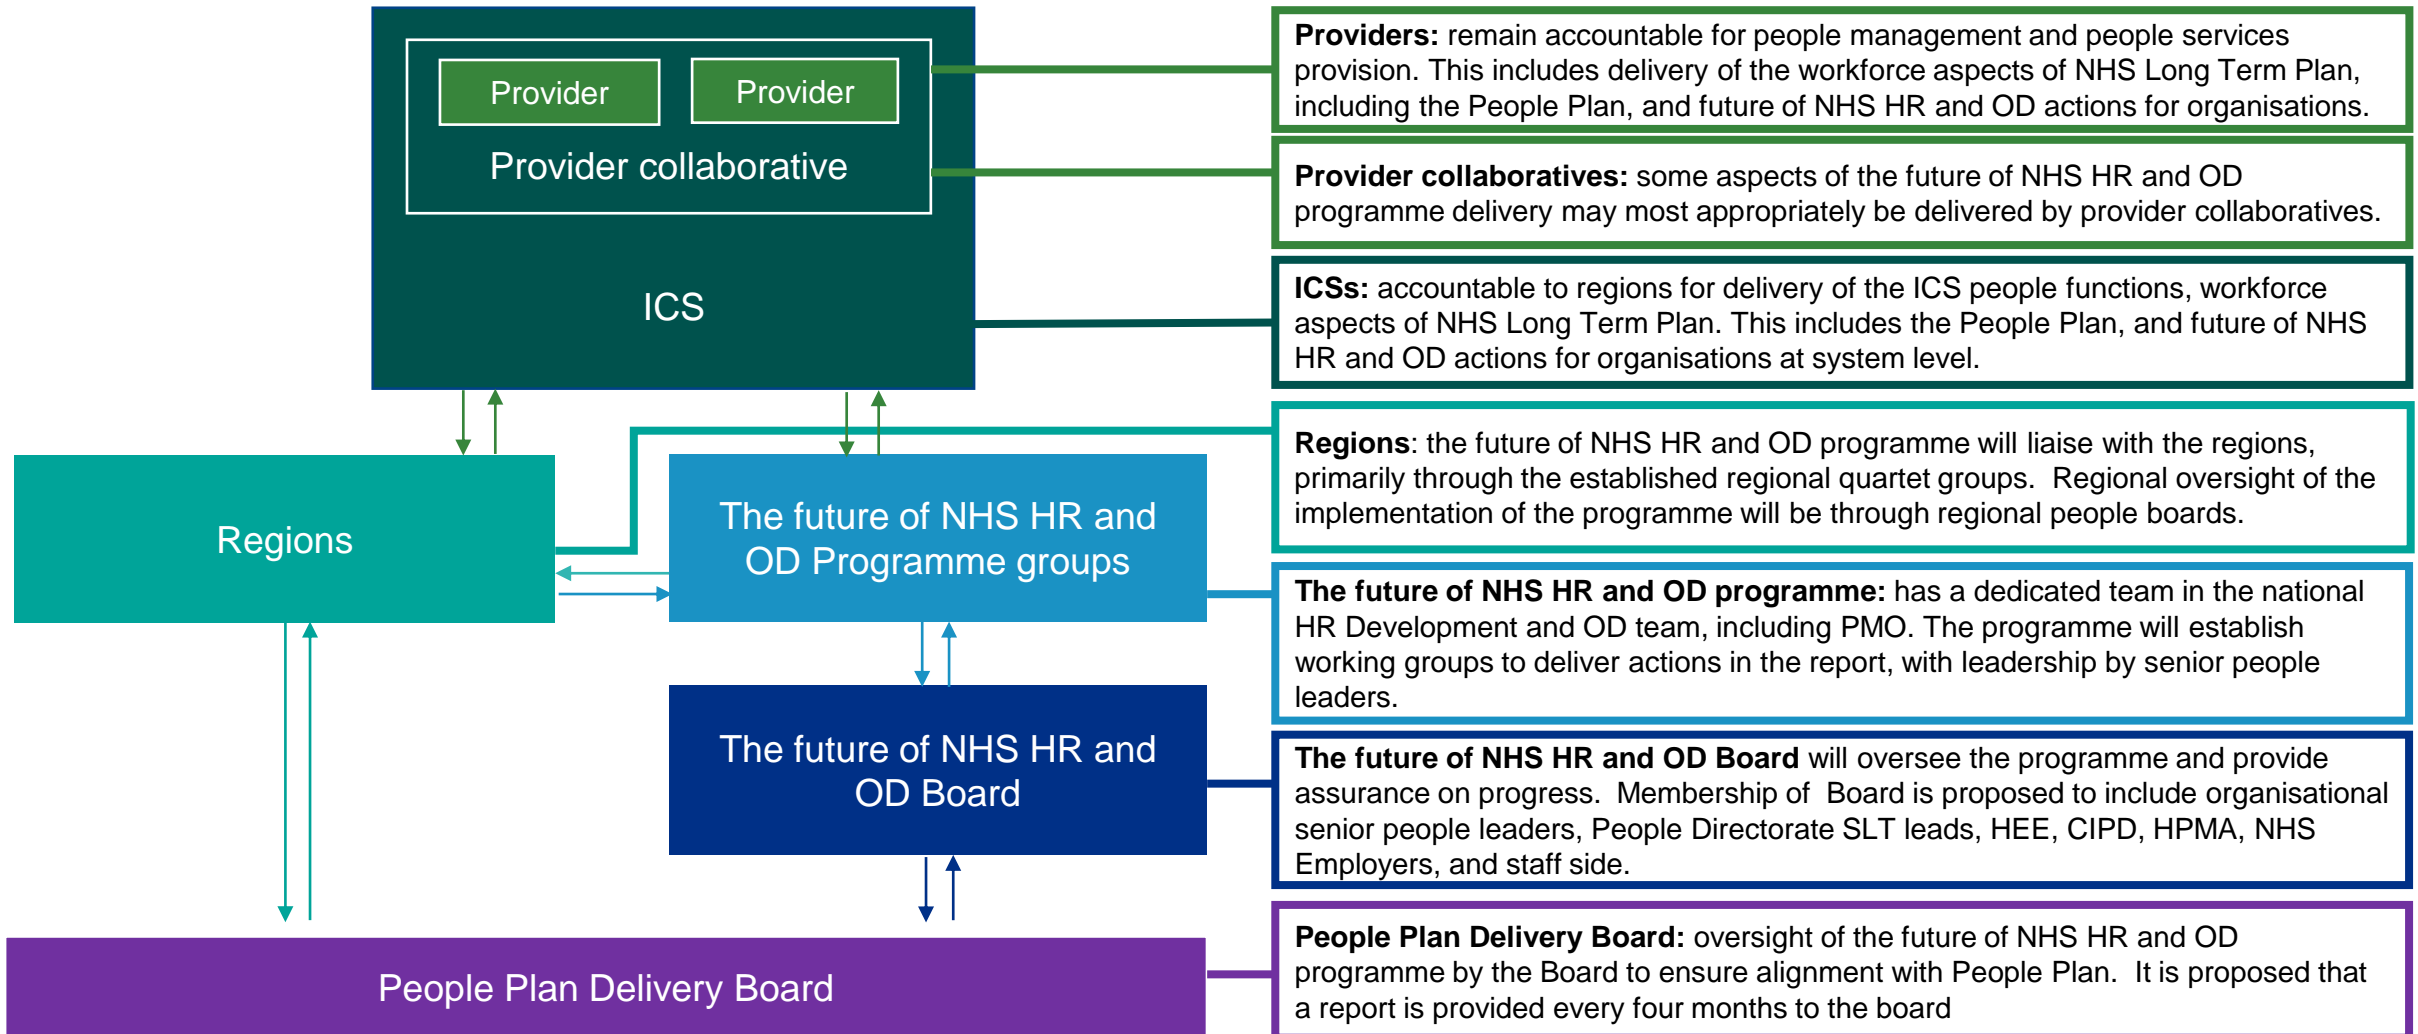 Provider
Provider
Provider collaborative
ICS
Regions
The future of NHS HR and
OD Programme groups
The future of NHS HR and
OD Board
People Plan Delivery Board
Providers: remain accountable for people management and people services
provision. This includes delivery of the workforce aspects of NHS Long Term Plan,
including the People Plan, and future of NHS HR and OD actions for organisations.
Provider collaboratives: some aspects of the future of NHS HR and OD
programme delivery may most appropriately be delivered by provider collaboratives.
ICSs: accountable to regions for delivery of the ICS people functions, workforce
aspects of NHS Long Term Plan. This includes the People Plan, and future of NHS
HR and OD actions for organisations at system level.
Regions: the future of NHS HR and OD programme will liaise with the regions,
primarily through the established regional quartet groups. Regional oversight of the
implementation of the programme will be through regional people boards.
The future of NHS HR and OD programme: has a dedicated team in the national
HR Development and OD team, including PMO. The programme will establish
working groups to deliver actions in the report, with leadership by senior people
leaders.
The future of NHS HR and OD Board will oversee the programme and provide
assurance on progress. Membership of Board is proposed to include organisational
senior people leaders, People Directorate SLT leads, HEE, CIPD, HPMA, NHS
Employers, and staff side.
People Plan Delivery Board: oversight of the future of NHS HR and OD
programme by the Board to ensure alignment with People Plan. It is proposed that
a report is provided every four months to the board